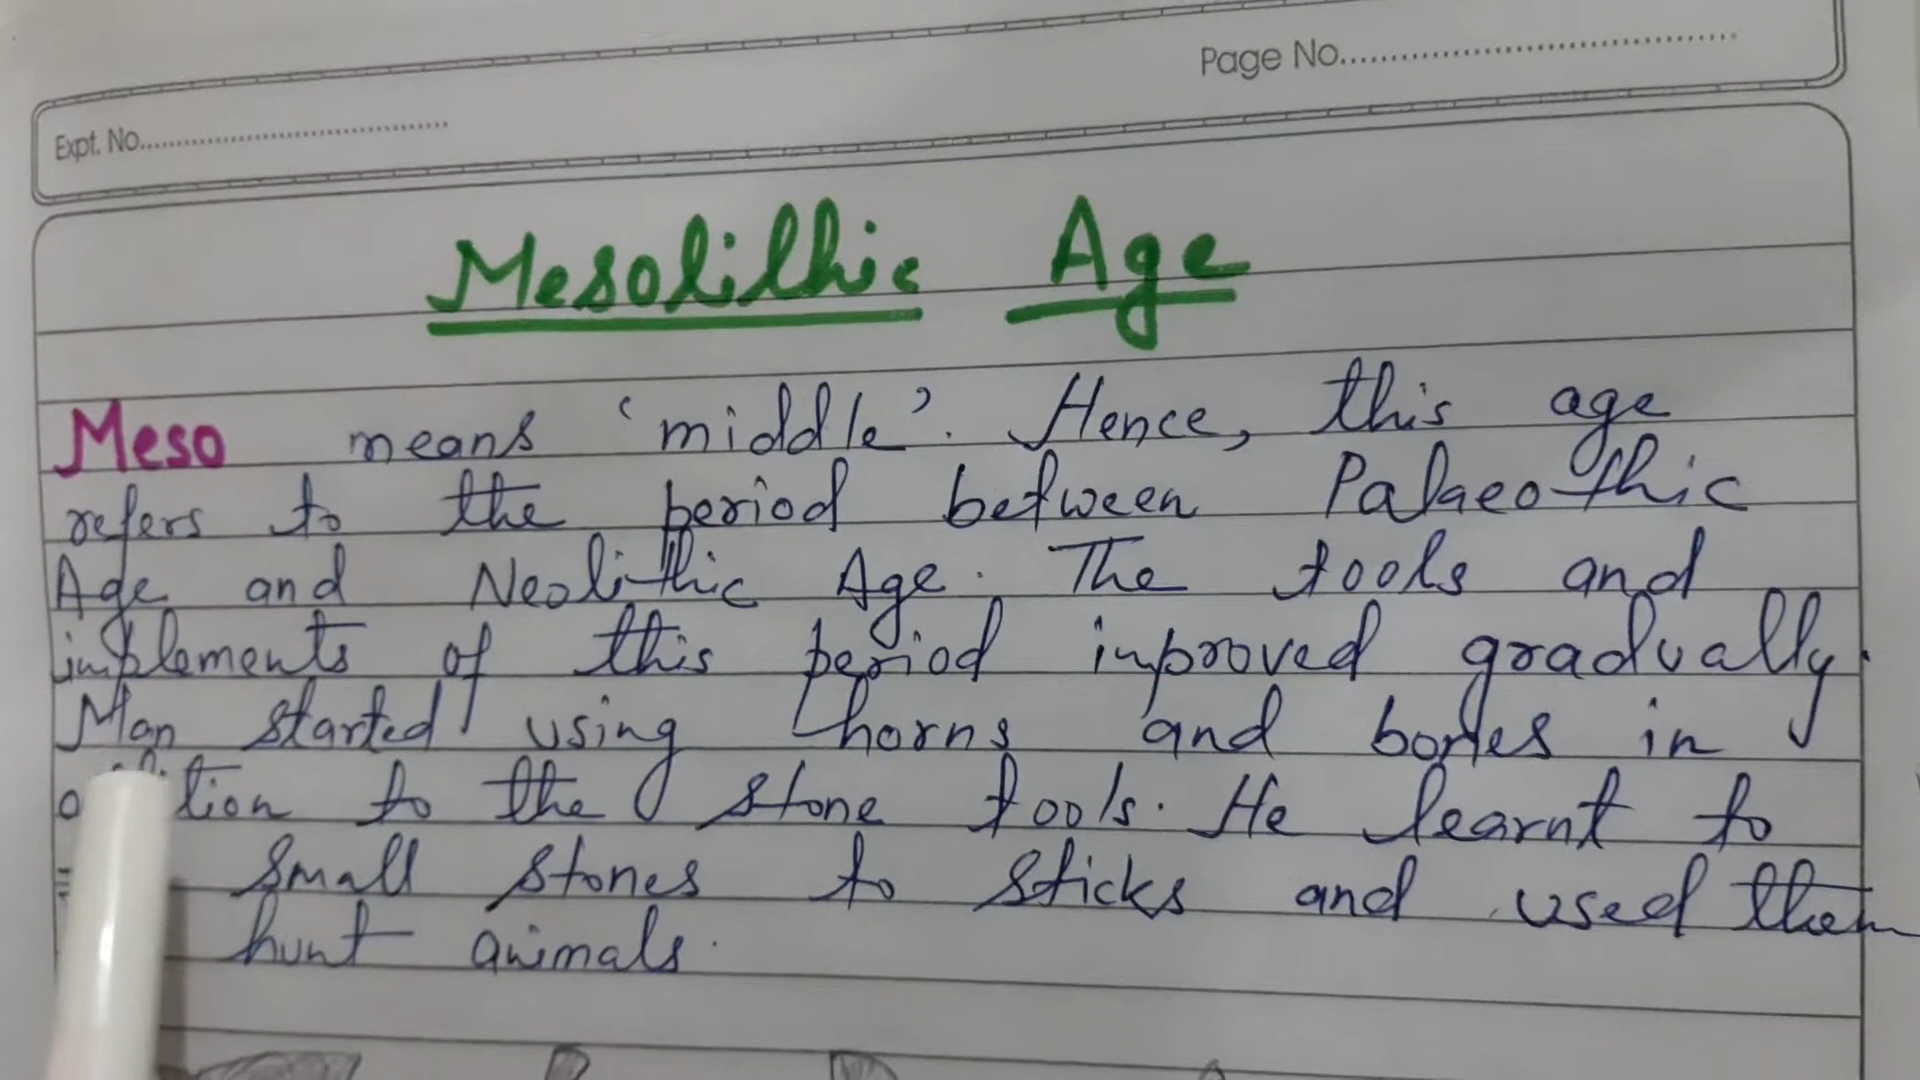 Page No.
Expt. No.
Mesolithic Age
Meso means 'middle'. Hence, this age
refers to the period between Palaeothic
Age and Neolithic Age. The tools and
implements of this period improved gradually.
Man started using horns and bones in
tion to the stone tools. He learnt to
small stones to sticks and used them
hunt animals.